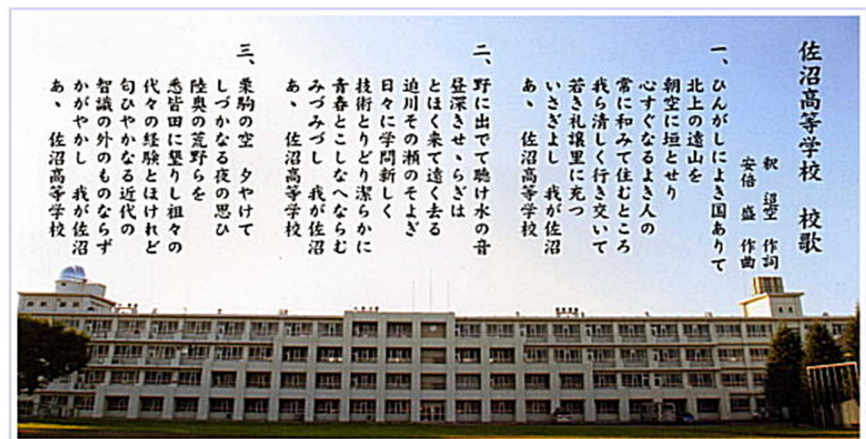 佐沼高等学校　校歌
釈　迢空　作詞
安倍　盛　作曲
一、ひんがしによき国ありて
北上の遠山を
朝空に垣とせり
心すぐなるよき人の
常に和みて住むところ
我ら清しく行き交いて
若き礼譲里に充つ
いさぎよし　我が佐沼
あゝ　佐沼高等学校
二、野に出でて聴け水の音
昼深きせゝらぎは
とほく来て遠く去る
迫川その瀬のそよぎ
日々に学問新しく
技術とりどり潔らかに
青春とこしなへならむ
みづみづし　我が佐沼
あゝ　佐沼高等学校
三、栗駒の空　夕やけて
しづかなる夜の思ひ
陸奥の荒野らを
悉皆田に墾りし祖々の
代々の経験とほけれど
匂ひやかなる近代の
智識の外のものならず
かがやかし　我が佐沼
あゝ　佐沼高等学校